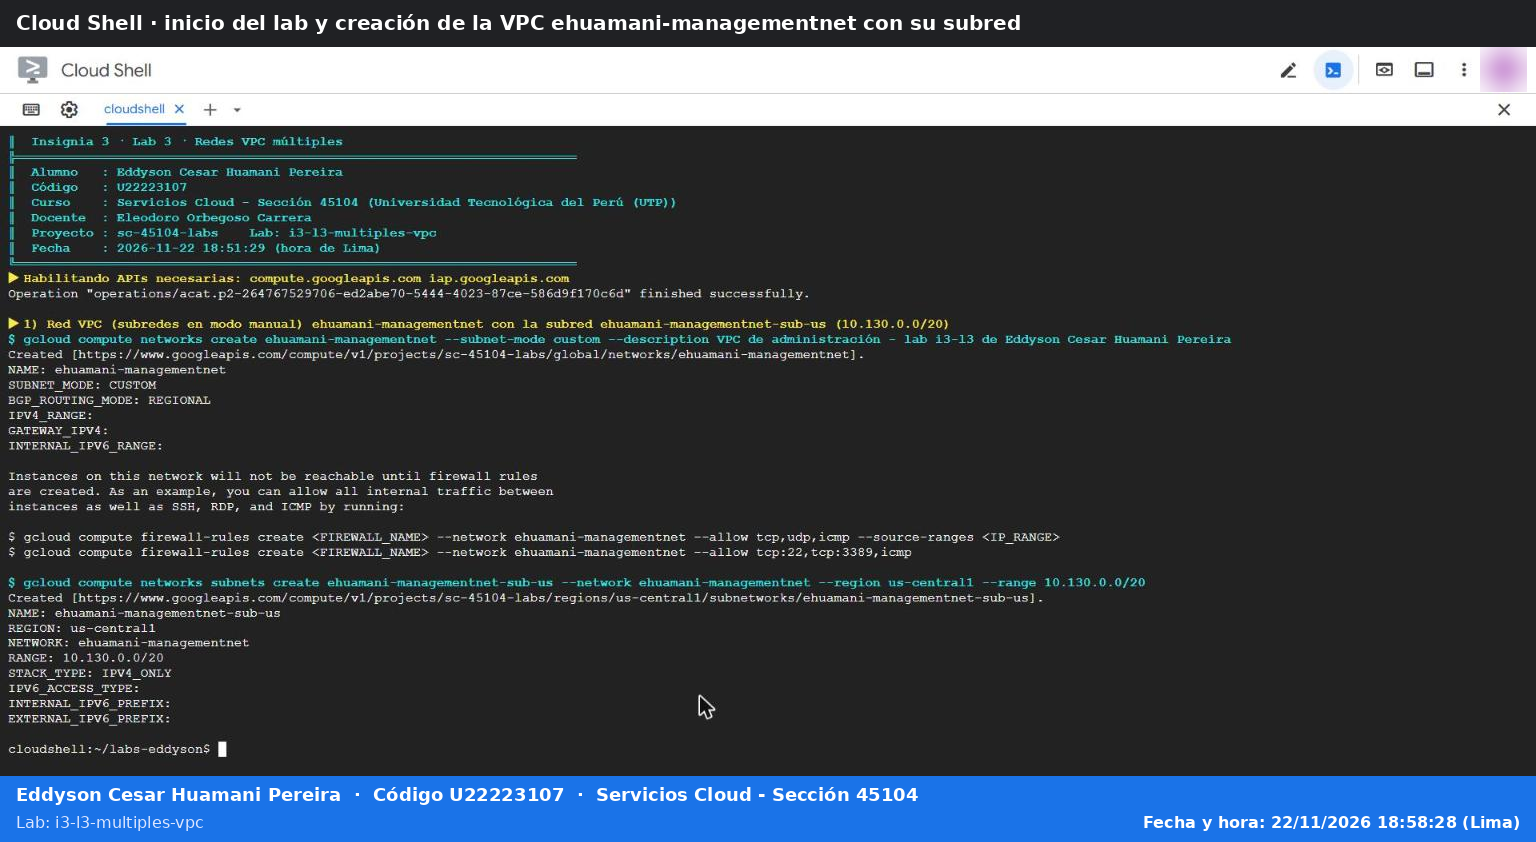 Cloud Shell · inicio del lab y creación de la VPC ehuamani-managementnet con su subred
Cloud Shell
cloudshell
Insignia 3 · Lab 3 · Redes VPC múltiples
Alumno : Eddyson Cesar Huamani Pereira
Código : U22223107
Curso : Servicios Cloud - Sección 45104 (Universidad Tecnológica del Perú (UTP))
Docente : Eleodoro Orbegoso Carrera
Proyecto : sc-45104-labs Lab: i3-l3-multiples-vpc
Fecha : 2026-11-22 18:51:29 (hora de Lima)
▶ Habilitando APIs necesarias: compute.googleapis.com iap.googleapis.com
Operation "operations/acat.p2-264767529706-ed2abe70-5444-4023-87ce-586d9f170c6d" finished successfully.
▶ 1) Red VPC (subredes en modo manual) ehuamani-managementnet con la subred ehuamani-managementnet-sub-us (10.130.0.0/20)
$ gcloud compute networks create ehuamani-managementnet --subnet-mode custom --description VPC de administración - lab i3-l3 de Eddyson Cesar Huamani Pereira
Created [https://www.googleapis.com/compute/v1/projects/sc-45104-labs/global/networks/ehuamani-managementnet].
NAME: ehuamani-managementnet
SUBNET_MODE: CUSTOM
BGP_ROUTING_MODE: REGIONAL
IPV4_RANGE:
GATEWAY_IPV4:
INTERNAL_IPV6_RANGE:
Instances on this network will not be reachable until firewall rules
are created. As an example, you can allow all internal traffic between
instances as well as SSH, RDP, and ICMP by running:
$ gcloud compute firewall-rules create <FIREWALL_NAME> --network ehuamani-managementnet --allow tcp,udp,icmp --source-ranges <IP_RANGE>
$ gcloud compute firewall-rules create <FIREWALL_NAME> --network ehuamani-managementnet --allow tcp:22,tcp:3389,icmp
$ gcloud compute networks subnets create ehuamani-managementnet-sub-us --network ehuamani-managementnet --region us-central1 --range 10.130.0.0/20
Created [https://www.googleapis.com/compute/v1/projects/sc-45104-labs/regions/us-central1/subnetworks/ehuamani-managementnet-sub-us].
NAME: ehuamani-managementnet-sub-us
REGION: us-central1
NETWORK: ehuamani-managementnet
RANGE: 10.130.0.0/20
STACK_TYPE: IPV4_ONLY
IPV6_ACCESS_TYPE:
INTERNAL_IPV6_PREFIX:
EXTERNAL_IPV6_PREFIX:
cloudshell:~/labs-eddyson$
Eddyson Cesar Huamani Pereira · Código U22223107 · Servicios Cloud - Sección 45104
Lab: i3-l3-multiples-vpc
Fecha y hora: 22/11/2026 18:58:28 (Lima)